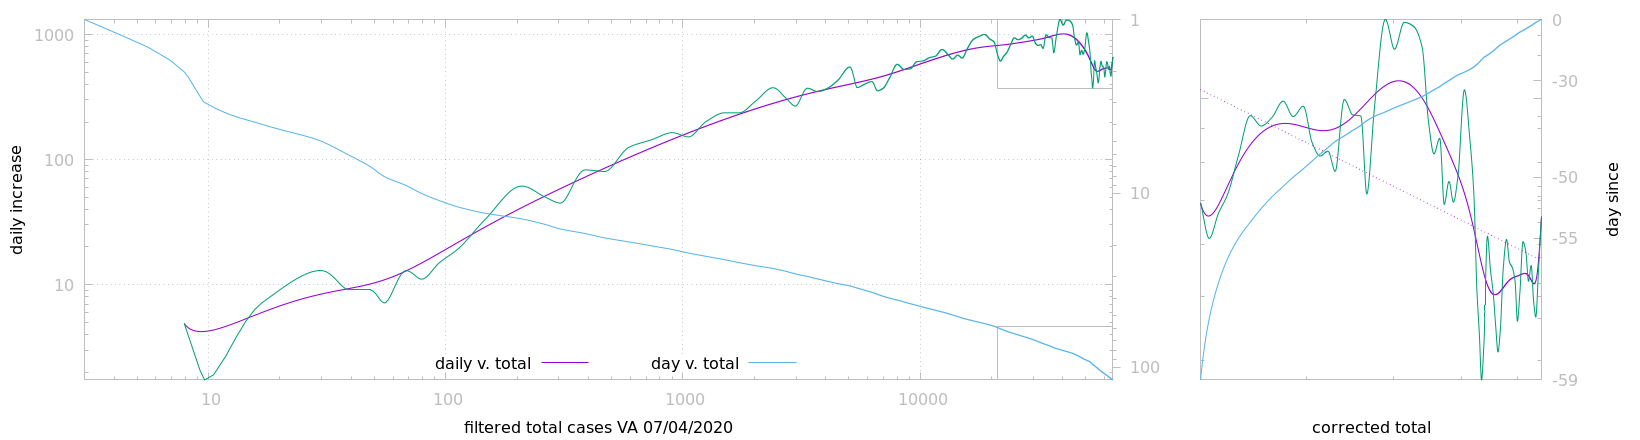 daily increase
1000
100
10
10
100
1000
10000
1
10
100
daily v. total
day v. total
filtered total cases VA 07/04/2020
0
-30
-50
-55
-59
day since
corrected total